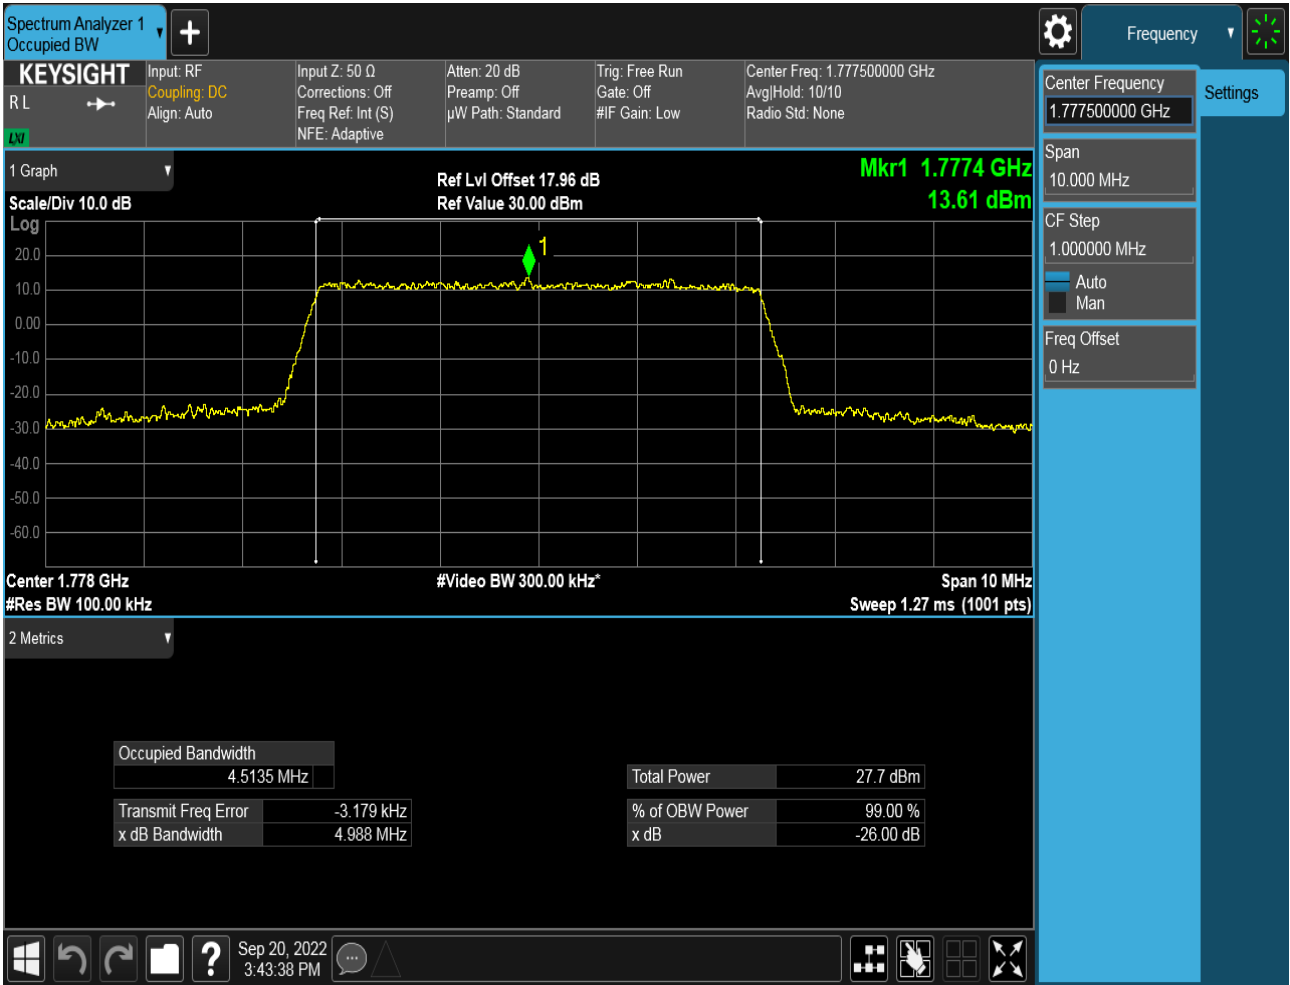 Spectrum Analyzer 1
Occupied BW
Frequency
KEYSIGHT
R L
LXI
Input: RF
Coupling: DC
Align: Auto
Input Z: 50 Ω
Corrections: Off
Freq Ref: Int (S)
NFE: Adaptive
Atten: 20 dB
Preamp: Off
µW Path: Standard
Trig: Free Run
Gate: Off
#IF Gain: Low
Center Freq: 1.777500000 GHz
Avg|Hold: 10/10
Radio Std: None
Center Frequency
1.777500000 GHz
Settings
Span
10.000 MHz
CF Step
1.000000 MHz
Auto
Man
Freq Offset
0 Hz
1 Graph
Scale/Div 10.0 dB
Ref Lvl Offset 17.96 dB
Ref Value 30.00 dBm
Mkr1 1.7774 GHz
13.61 dBm
Log
1
20.0
10.0
0.00
-10.0
-20.0
-30.0
-40.0
-50.0
-60.0
Center 1.778 GHz
#Res BW 100.00 kHz
#Video BW 300.00 kHz*
Span 10 MHz
Sweep 1.27 ms (1001 pts)
2 Metrics
Occupied Bandwidth
4.5135 MHz
Transmit Freq Error -3.179 kHz
x dB Bandwidth 4.988 MHz
Total Power 27.7 dBm
% of OBW Power 99.00 %
x dB -26.00 dB
?
Sep 20, 2022
3:43:38 PM